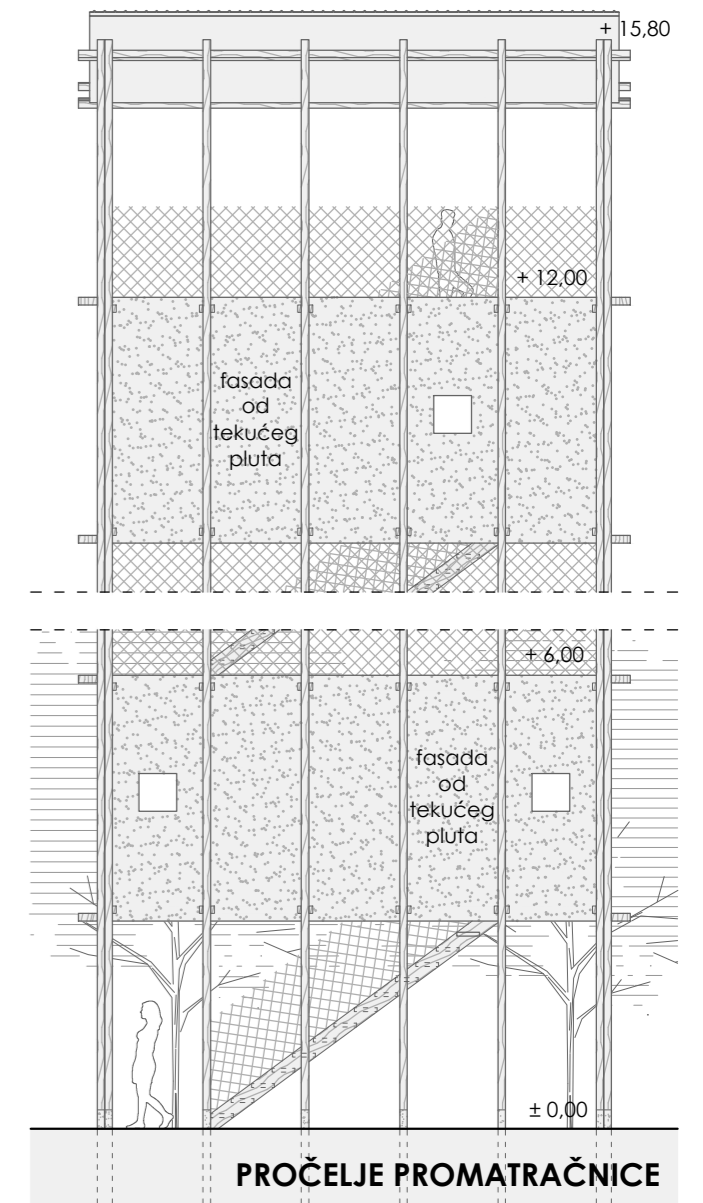 + 15,80
+ 12,00
fasada
od
tekućeg
pluta
+ 6,00
fasada
od
tekućeg
pluta
± 0,00
PROČELJE PROMATRAČNICE